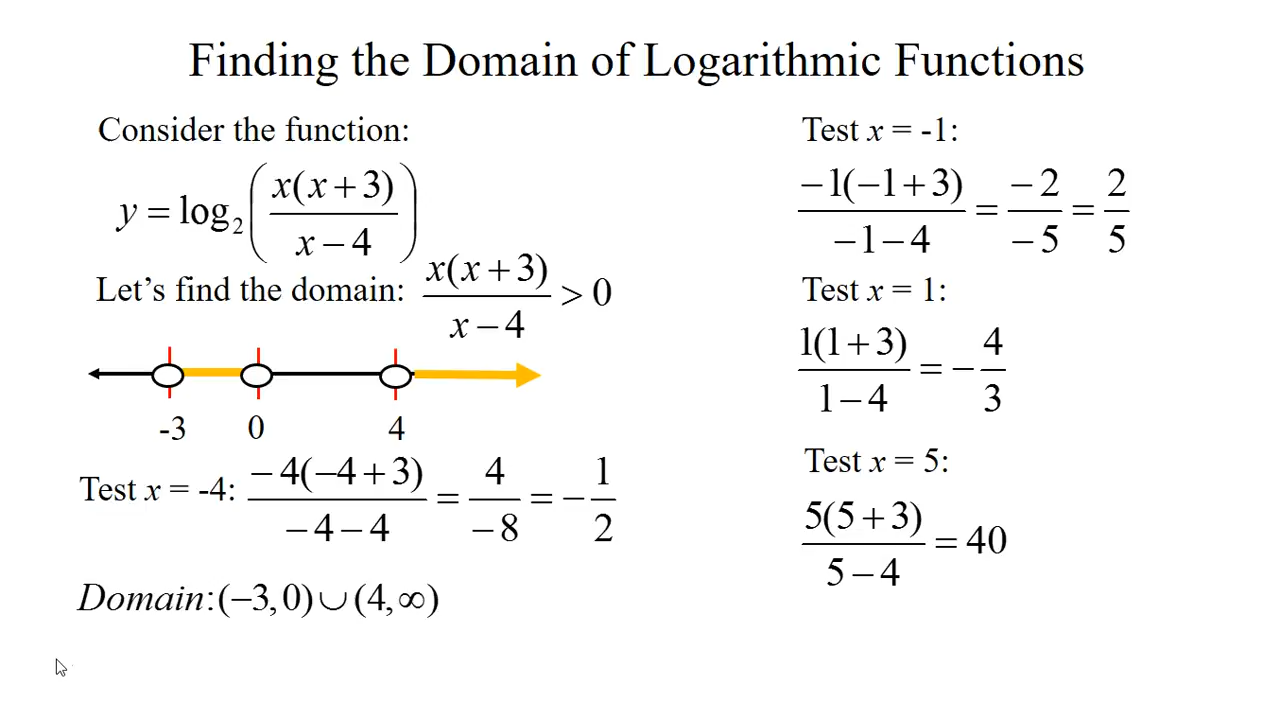 Finding the Domain of Logarithmic Functions
Consider the function:
y = log₂(x(x + 3)/(x − 4))
Let’s find the domain: x(x + 3)/(x − 4) > 0
-3 0 4
Test x = -4: −4(−4 + 3)/(−4 − 4) = 4/−8 = −1/2
Domain: (−3, 0) ∪ (4, ∞)
Test x = -1:
−1(−1 + 3)/(−1 − 4) = −2/−5 = 2/5
Test x = 1:
1(1 + 3)/(1 − 4) = −4/3
Test x = 5:
5(5 + 3)/(5 − 4) = 40